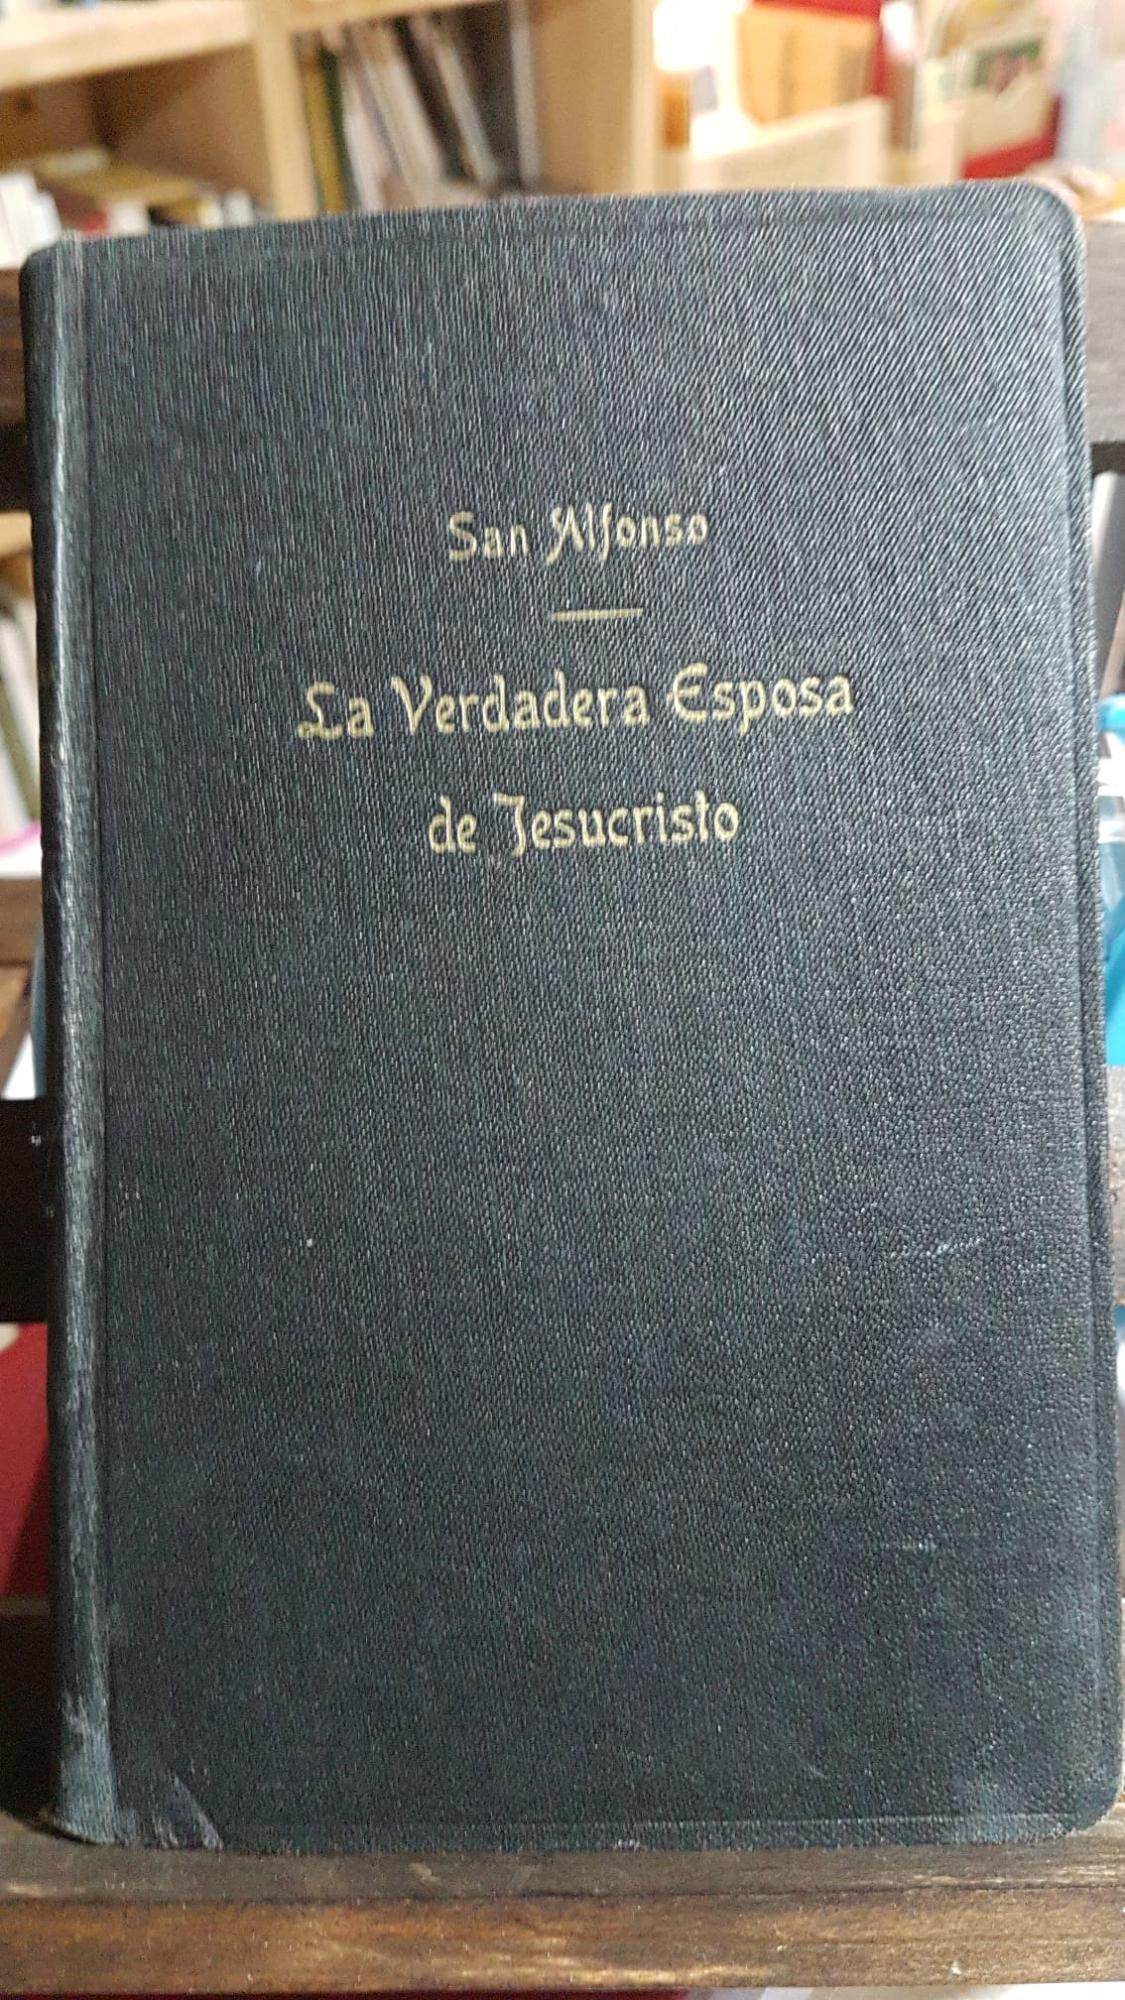 San Alfonso
La Verdadera Esposa
de Jesucristo